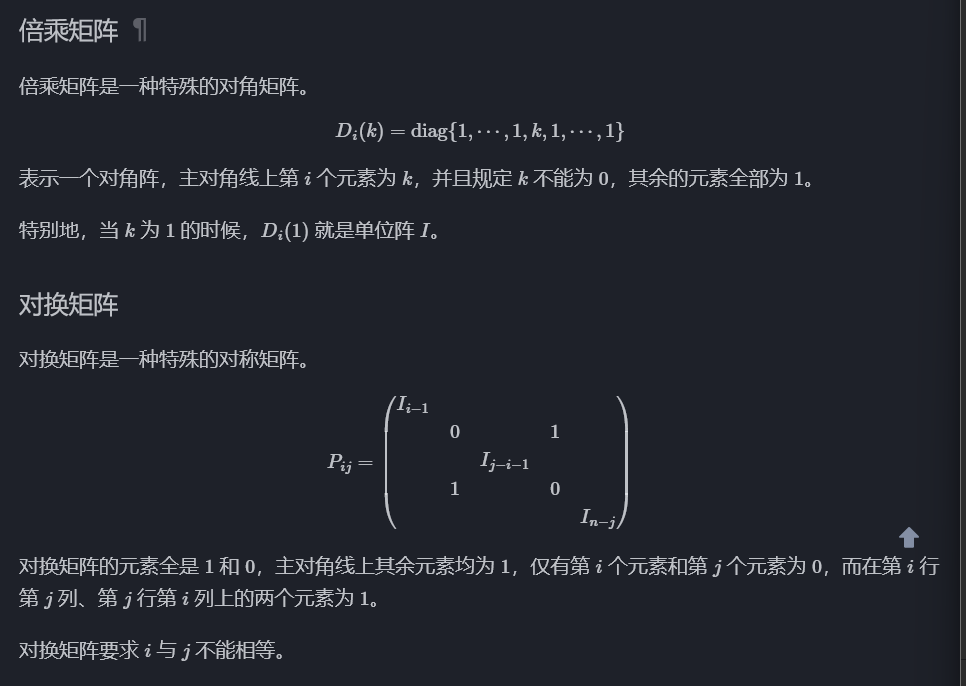 倍乘矩阵 ¶
倍乘矩阵是一种特殊的对角矩阵。
D_i(k) = diag{1, ⋯, 1, k, 1, ⋯, 1}
表示一个对角阵，主对角线上第 i 个元素为 k，并且规定 k 不能为 0，其余的元素全部为 1。
特别地，当 k 为 1 的时候，D_i(1) 就是单位阵 I。
对换矩阵
对换矩阵是一种特殊的对称矩阵。
I_{i−1}
0 1
P_{ij} = I_{j−i−1}
1 0
I_{n−j}
对换矩阵的元素全是 1 和 0，主对角线上其余元素均为 1，仅有第 i 个元素和第 j 个元素为 0，而在第 i 行
第 j 列、第 j 行第 i 列上的两个元素为 1。
对换矩阵要求 i 与 j 不能相等。